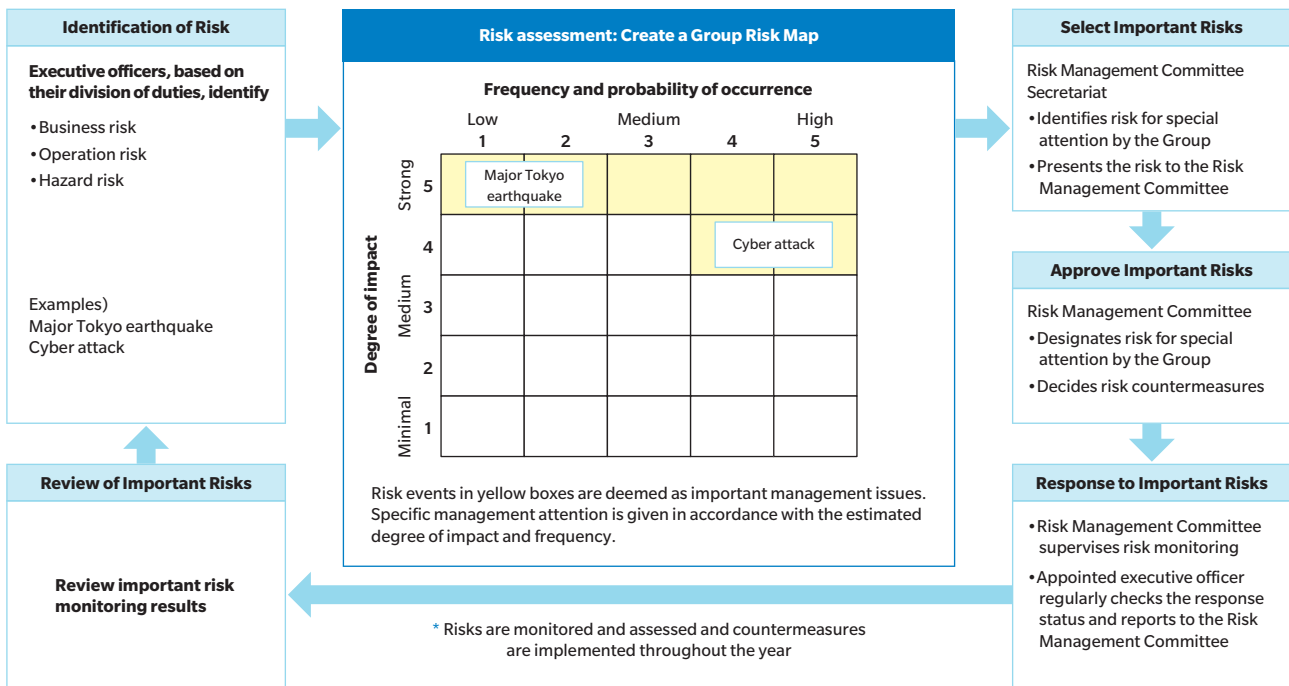 Identification of Risk
Executive officers, based on
their division of duties, identify
•Business risk
•Operation risk
•Hazard risk
Examples)
Major Tokyo earthquake
Cyber attack
Risk assessment: Create a Group Risk Map
Frequency and probability of occurrence
Low Medium High
1 2 3 4 5
Degree of impact
Strong
Medium
Minimal
5
4
3
2
1
Major Tokyo
earthquake
Cyber attack
Risk events in yellow boxes are deemed as important management issues.
Specific management attention is given in accordance with the estimated
degree of impact and frequency.
Select Important Risks
Risk Management Committee
Secretariat
•Identifies risk for special
attention by the Group
•Presents the risk to the Risk
Management Committee
Approve Important Risks
Risk Management Committee
•Designates risk for special
attention by the Group
•Decides risk countermeasures
Response to Important Risks
•Risk Management Committee
supervises risk monitoring
•Appointed executive officer
regularly checks the response
status and reports to the Risk
Management Committee
* Risks are monitored and assessed and countermeasures
are implemented throughout the year
Review of Important Risks
Review important risk
monitoring results